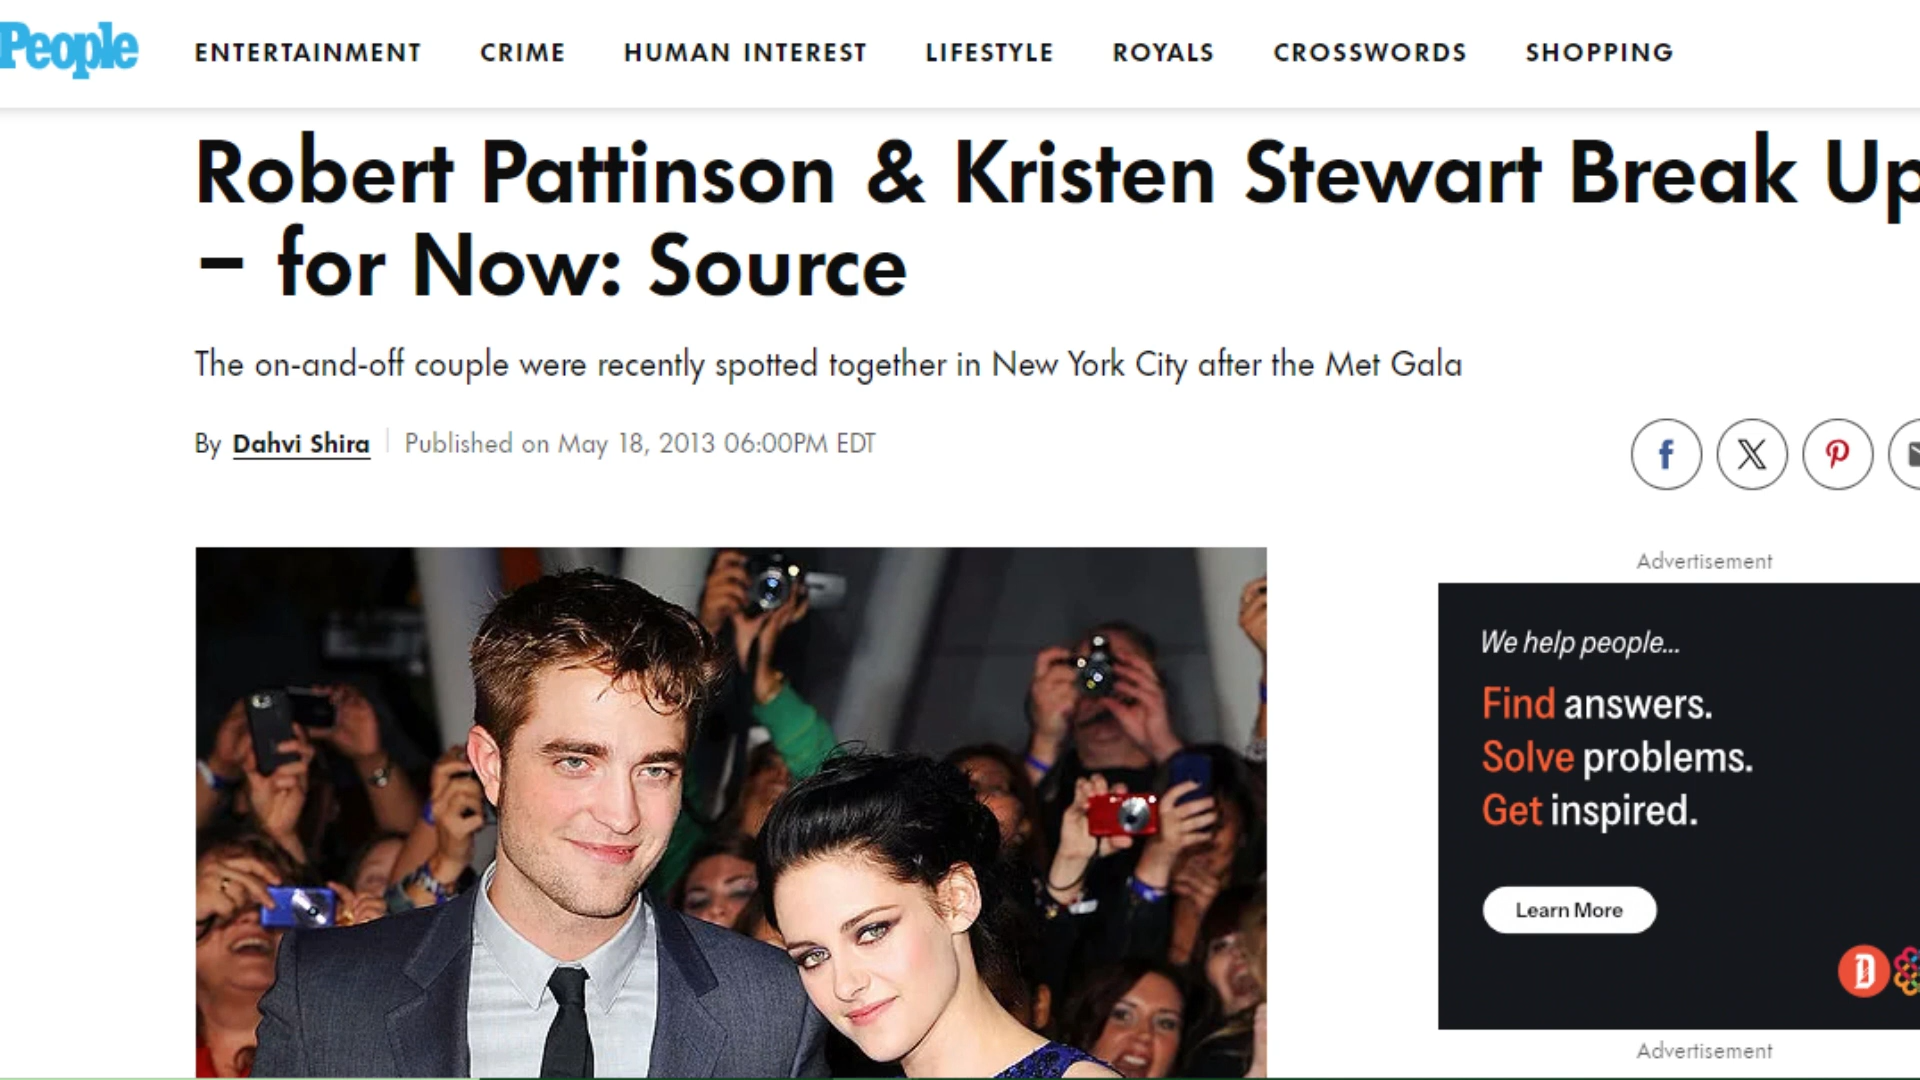 People
ENTERTAINMENT CRIME HUMAN INTEREST LIFESTYLE ROYALS CROSSWORDS SHOPPING
Robert Pattinson & Kristen Stewart Break Up
– for Now: Source
The on-and-off couple were recently spotted together in New York City after the Met Gala
By Dahvi Shira Published on May 18, 2013 06:00PM EDT
Advertisement
We help people...
Find answers.
Solve problems.
Get inspired.
Learn More
D
Advertisement